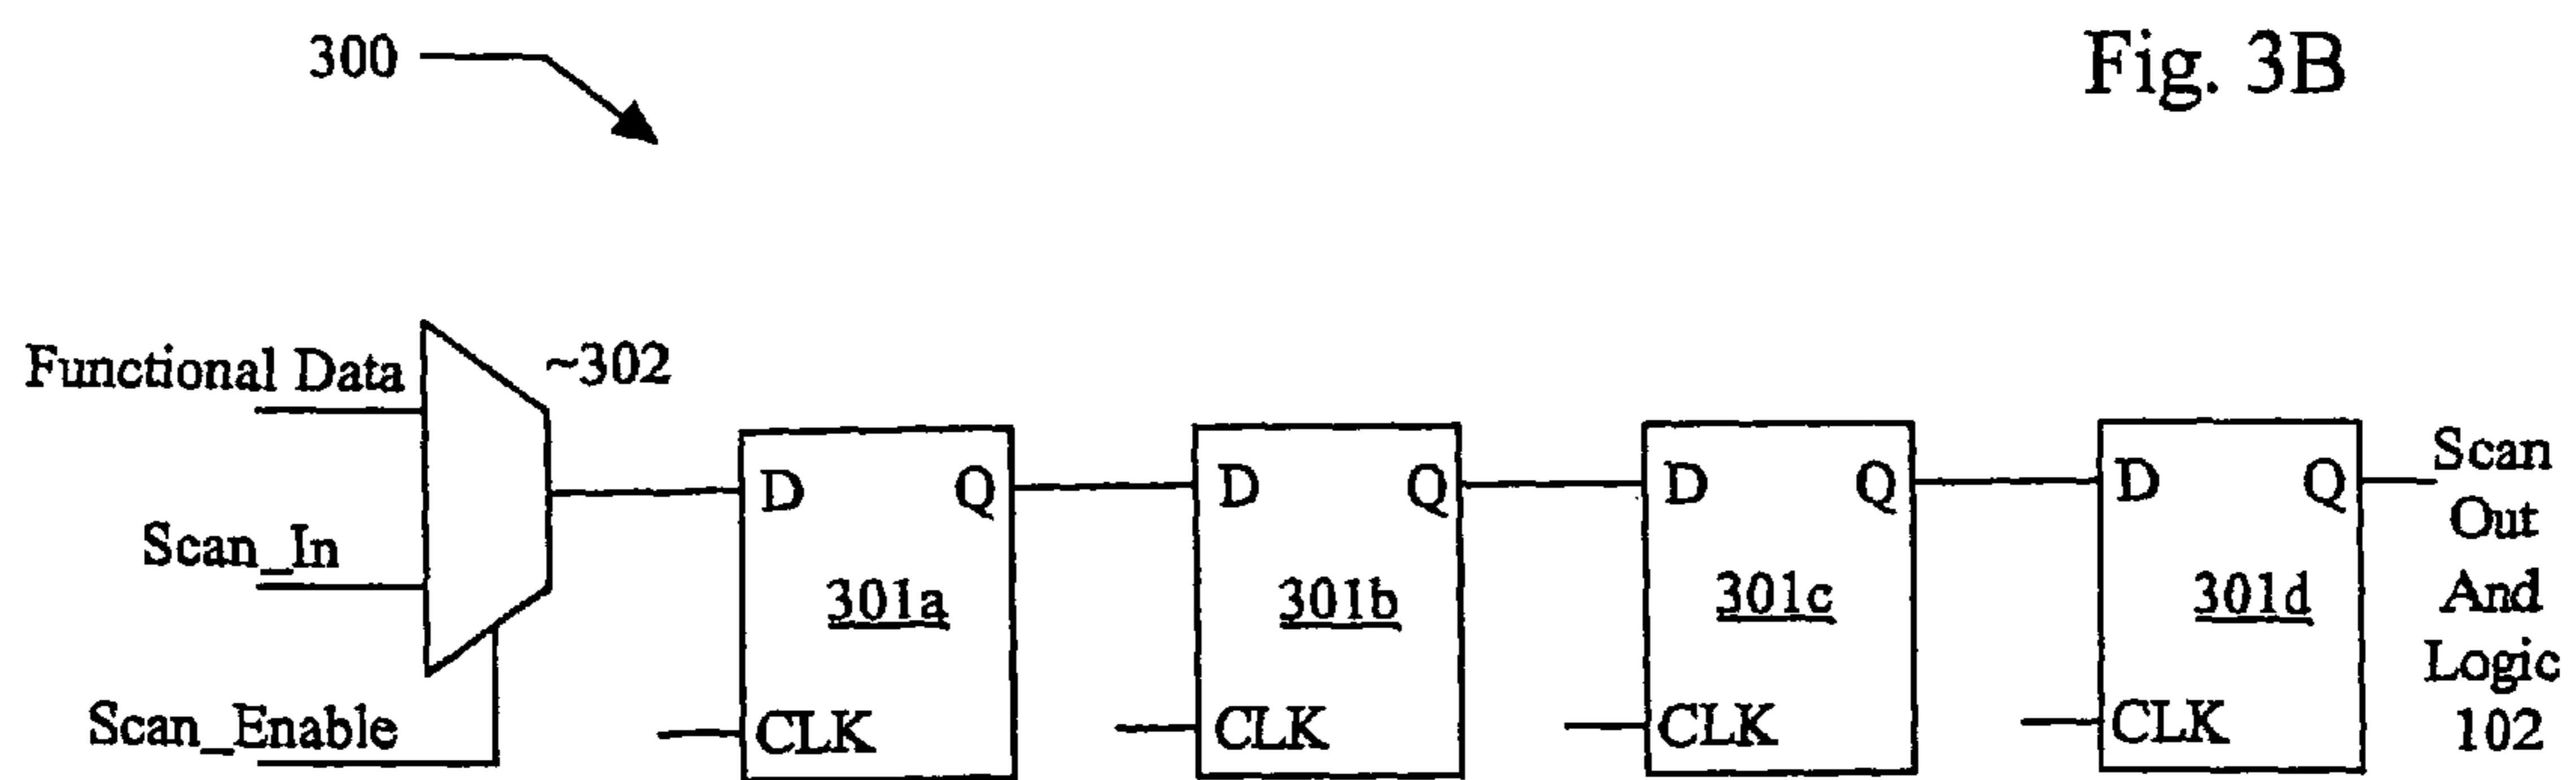 300
Fig. 3B
Functional Data
~302
Scan_In
Scan_Enable
D Q
301a
CLK
D Q
301b
CLK
D Q
301c
CLK
D Q
301d
CLK
Scan
Out
And
Logic
102